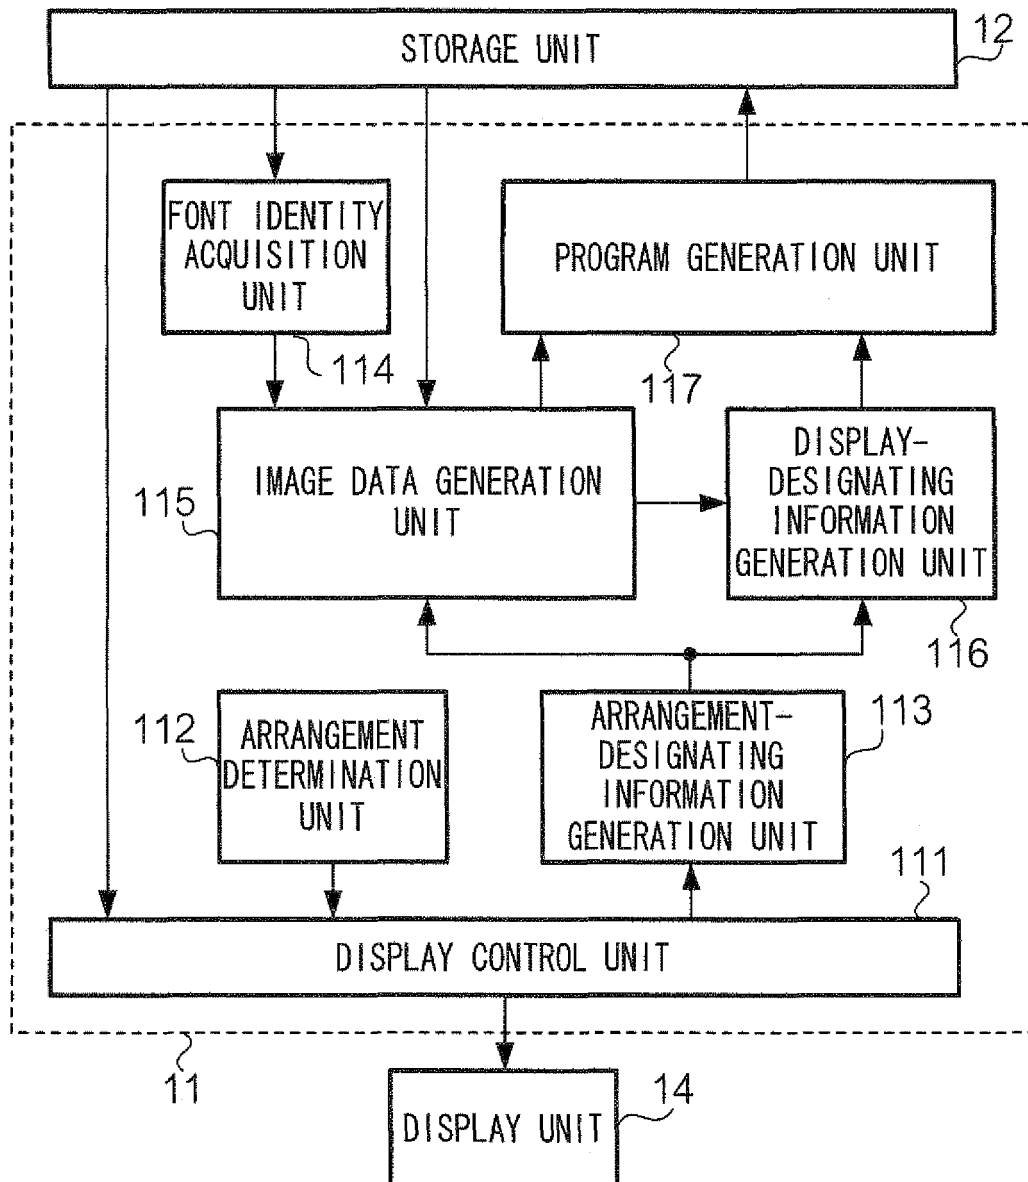 STORAGE UNIT
12
FONT IDENTITY
ACQUISITION
UNIT
114
PROGRAM GENERATION UNIT
117
IMAGE DATA GENERATION
UNIT
115
DISPLAY-
DESIGNATING
INFORMATION
GENERATION UNIT
116
ARRANGEMENT
DETERMINATION
UNIT
112
ARRANGEMENT-
DESIGNATING
INFORMATION
GENERATION UNIT
113
111
DISPLAY CONTROL UNIT
11
DISPLAY UNIT
14